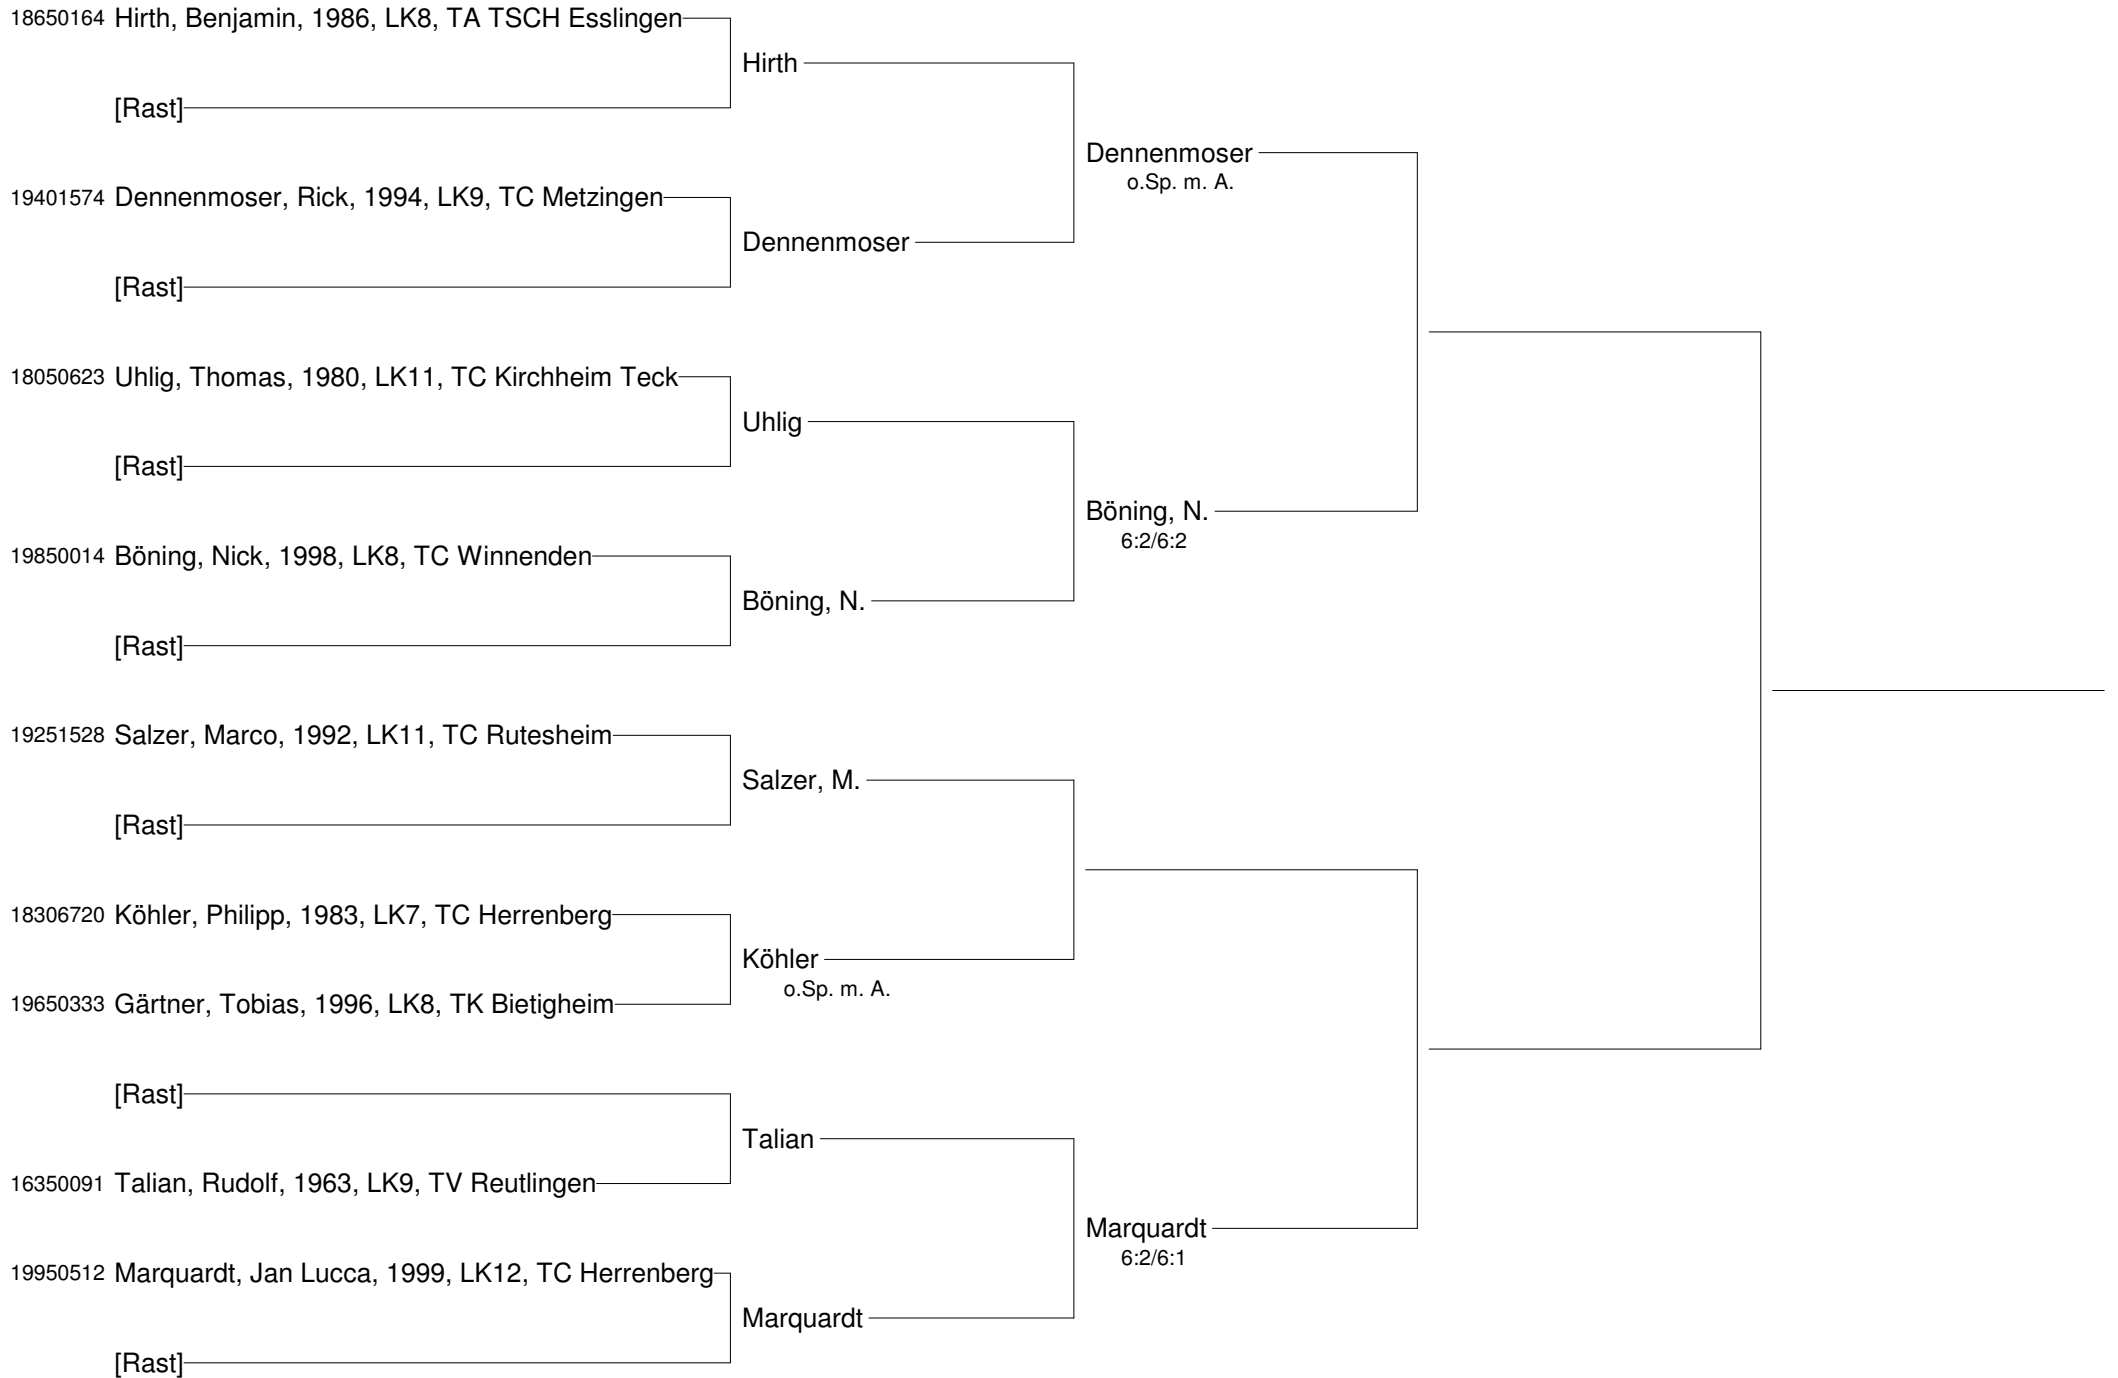 18650164 Hirth, Benjamin, 1986, LK8, TA TSCH Esslingen
Hirth
[Rast]
Dennenmoser
o.Sp. m. A.
19401574 Dennenmoser, Rick, 1994, LK9, TC Metzingen
Dennenmoser
[Rast]
18050623 Uhlig, Thomas, 1980, LK11, TC Kirchheim Teck
Uhlig
[Rast]
Böning, N.
6:2/6:2
19850014 Böning, Nick, 1998, LK8, TC Winnenden
Böning, N.
[Rast]
19251528 Salzer, Marco, 1992, LK11, TC Rutesheim
Salzer, M.
[Rast]
18306720 Köhler, Philipp, 1983, LK7, TC Herrenberg
Köhler
o.Sp. m. A.
19650333 Gärtner, Tobias, 1996, LK8, TK Bietigheim
[Rast]
Talian
16350091 Talian, Rudolf, 1963, LK9, TV Reutlingen
Marquardt
6:2/6:1
19950512 Marquardt, Jan Lucca, 1999, LK12, TC Herrenberg
Marquardt
[Rast]